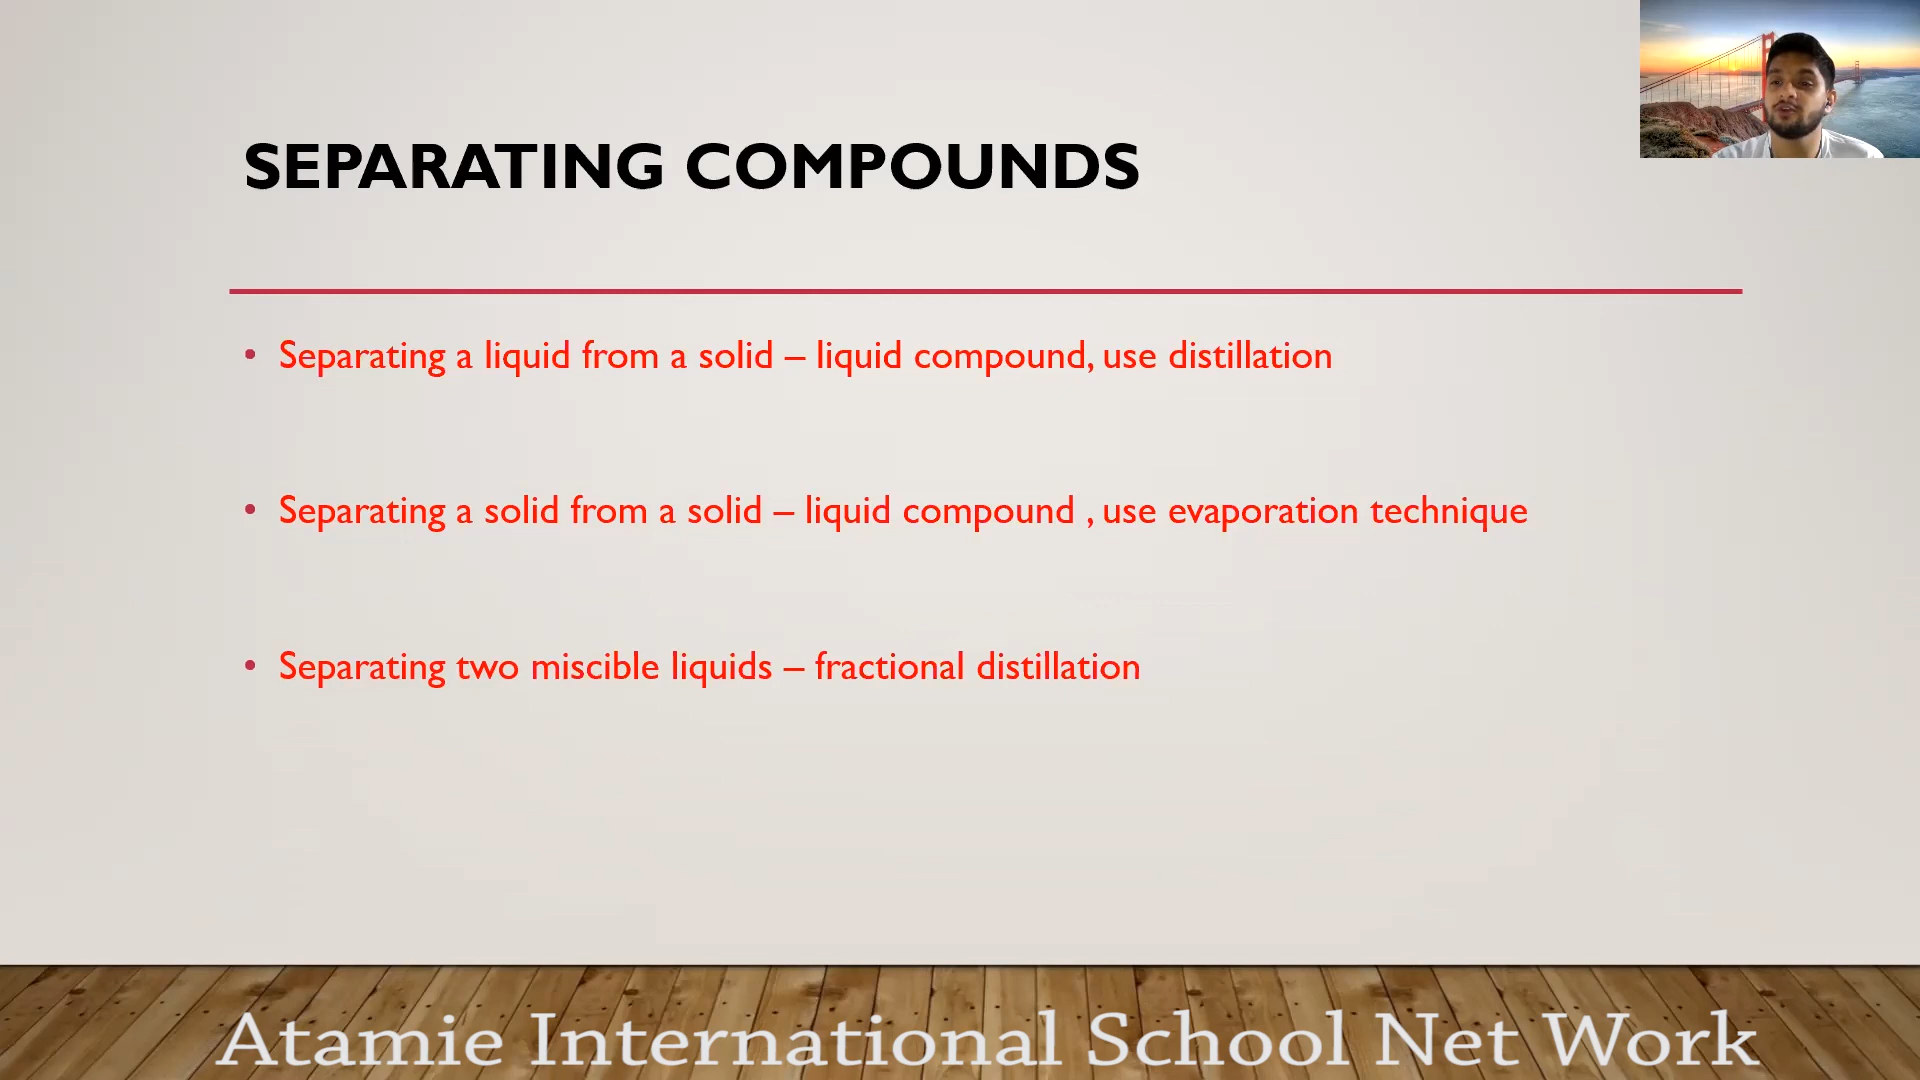 SEPARATING COMPOUNDS
• Separating a liquid from a solid – liquid compound, use distillation
• Separating a solid from a solid – liquid compound , use evaporation technique
• Separating two miscible liquids – fractional distillation
Atamie International School Net Work